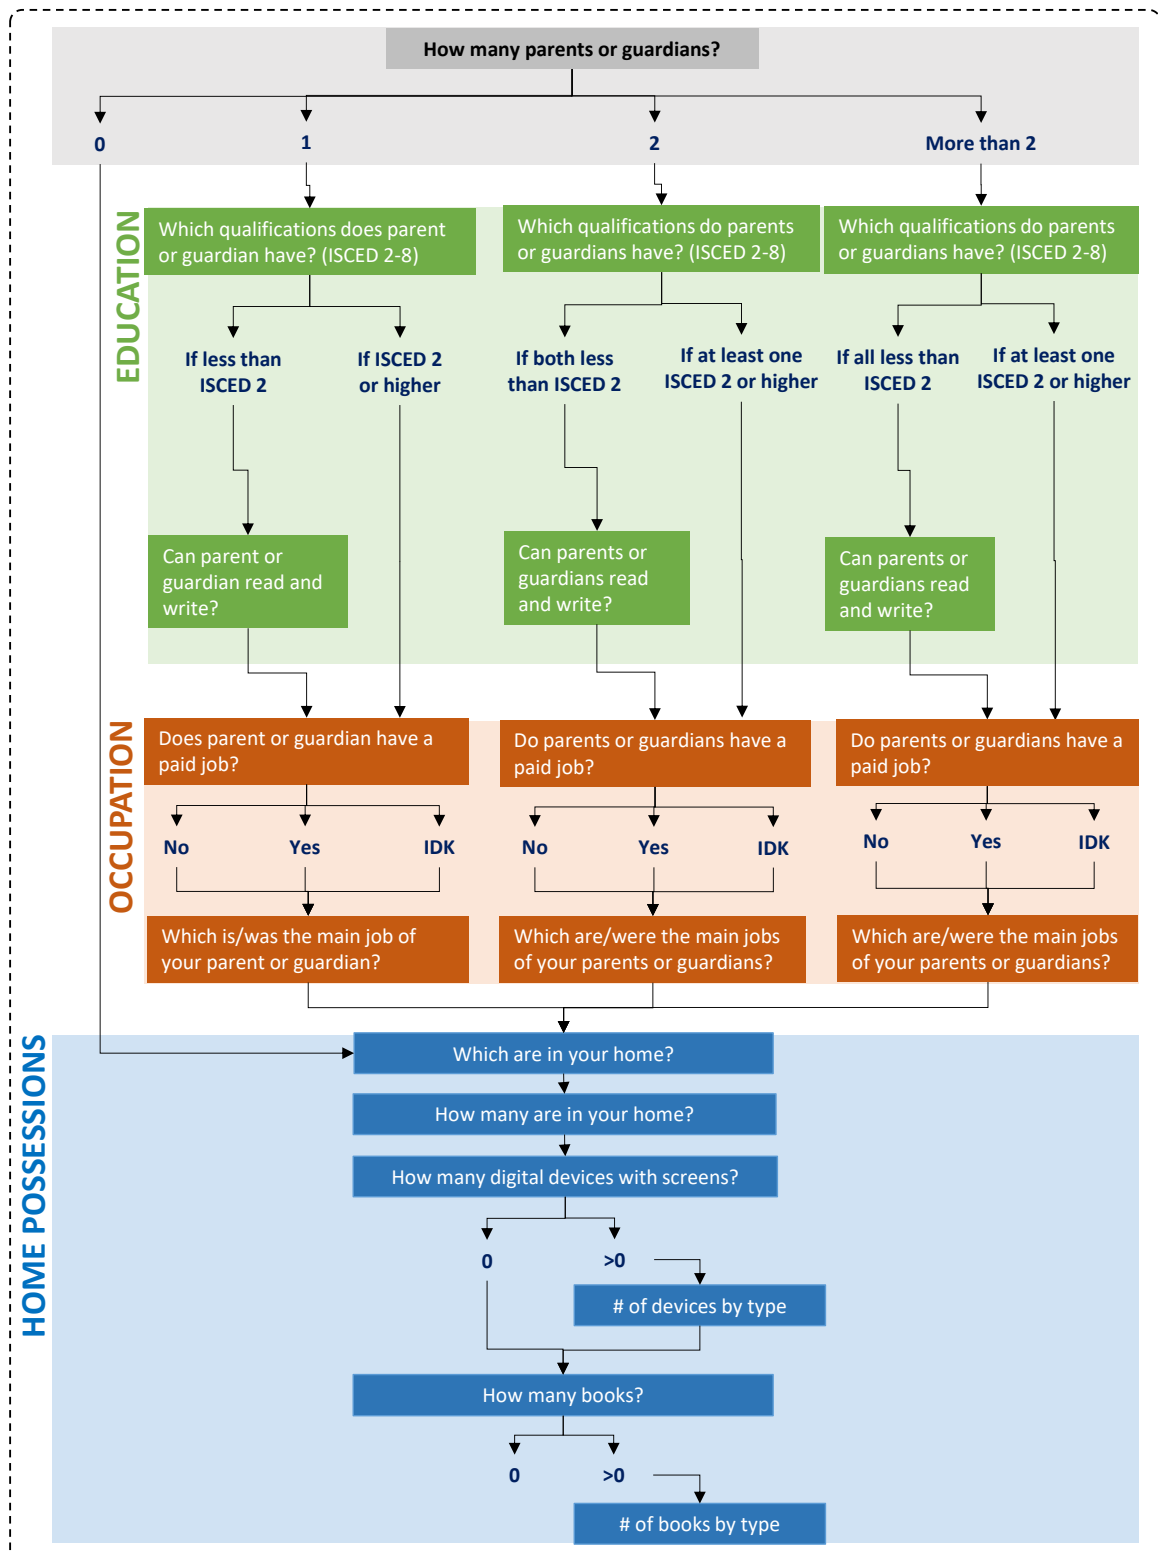 How many parents or guardians?
0
1
2
More than 2
EDUCATION
Which qualifications does parent
or guardian have? (ISCED 2-8)
Which qualifications do parents
or guardians have? (ISCED 2-8)
Which qualifications do parents
or guardians have? (ISCED 2-8)
If less than
ISCED 2
If ISCED 2
or higher
If both less
than ISCED 2
If at least one
ISCED 2 or higher
If all less than
ISCED 2
If at least one
ISCED 2 or higher
Can parent or
guardian read and
write?
Can parents or
guardians read
and write?
Can parents or
guardians read
and write?
OCCUPATION
Does parent or guardian have a
paid job?
Do parents or guardians have a
paid job?
Do parents or guardians have a
paid job?
No
Yes
IDK
No
Yes
IDK
No
Yes
IDK
Which is/was the main job of
your parent or guardian?
Which are/were the main jobs
of your parents or guardians?
Which are/were the main jobs
of your parents or guardians?
HOME POSSESSIONS
Which are in your home?
How many are in your home?
How many digital devices with screens?
0
>0
# of devices by type
How many books?
0
>0
# of books by type